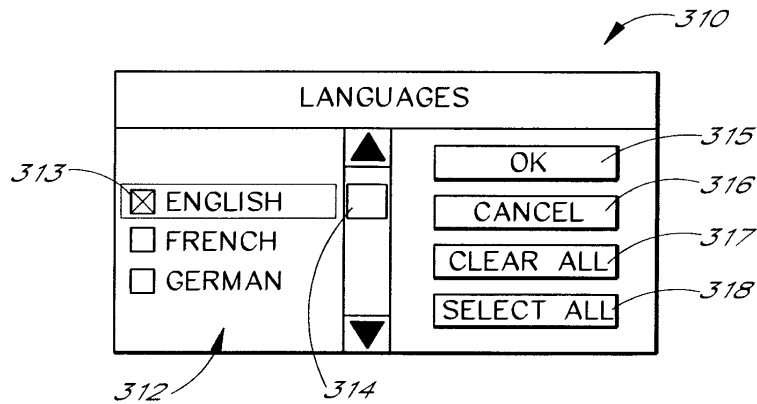 310
LANGUAGES
315
OK
313
316
ENGLISH
CANCEL
FRENCH
317
CLEAR ALL
GERMAN
318
SELECT ALL
312
314